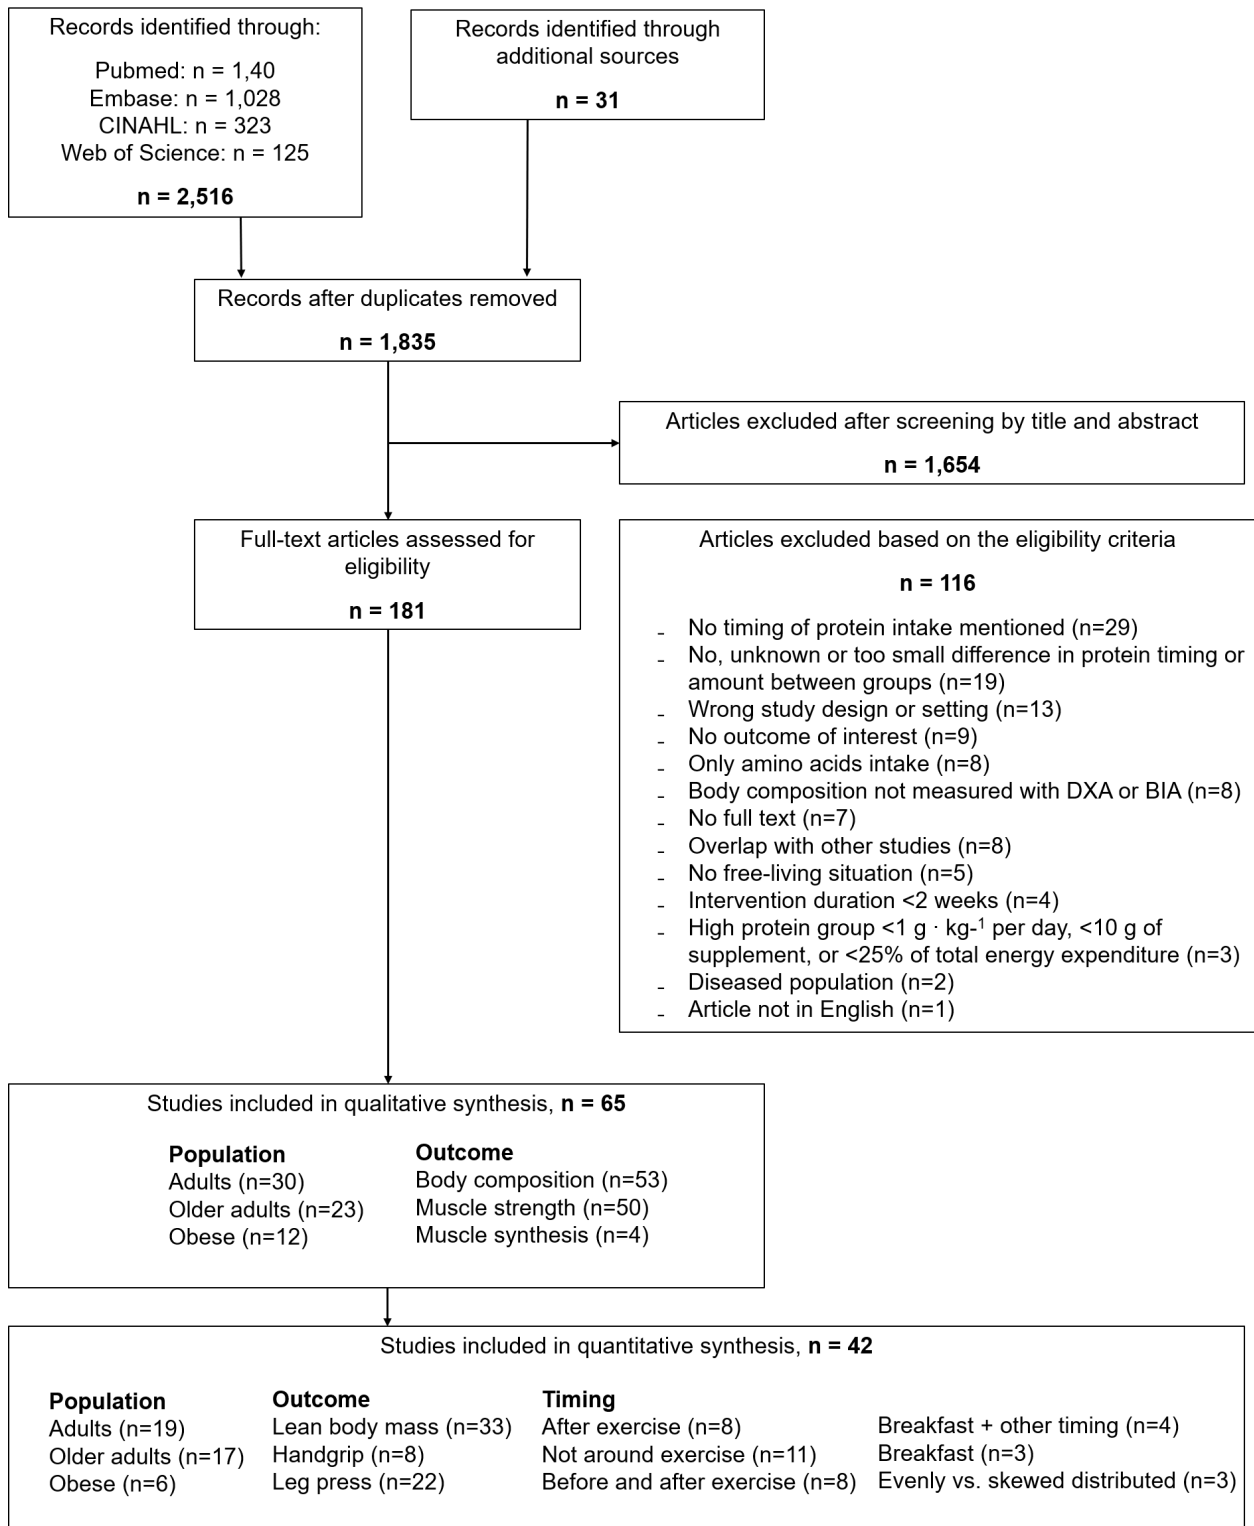 Records identified through:
Pubmed: n = 1,40
Embase: n = 1,028
CINAHL: n = 323
Web of Science: n = 125
n = 2,516
Records identified through
additional sources
n = 31
Records after duplicates removed
n = 1,835
Articles excluded after screening by title and abstract
n = 1,654
Full-text articles assessed for
eligibility
n = 181
Articles excluded based on the eligibility criteria
n = 116
- No timing of protein intake mentioned (n=29)
- No, unknown or too small difference in protein timing or
amount between groups (n=19)
- Wrong study design or setting (n=13)
- No outcome of interest (n=9)
- Only amino acids intake (n=8)
- Body composition not measured with DXA or BIA (n=8)
- No full text (n=7)
- Overlap with other studies (n=8)
- No free-living situation (n=5)
- Intervention duration <2 weeks (n=4)
- High protein group <1 g · kg-¹ per day, <10 g of
supplement, or <25% of total energy expenditure (n=3)
- Diseased population (n=2)
- Article not in English (n=1)
Studies included in qualitative synthesis, n = 65
Population
Adults (n=30)
Older adults (n=23)
Obese (n=12)
Outcome
Body composition (n=53)
Muscle strength (n=50)
Muscle synthesis (n=4)
Studies included in quantitative synthesis, n = 42
Population
Adults (n=19)
Older adults (n=17)
Obese (n=6)
Outcome
Lean body mass (n=33)
Handgrip (n=8)
Leg press (n=22)
Timing
After exercise (n=8)
Not around exercise (n=11)
Before and after exercise (n=8)
Breakfast + other timing (n=4)
Breakfast (n=3)
Evenly vs. skewed distributed (n=3)